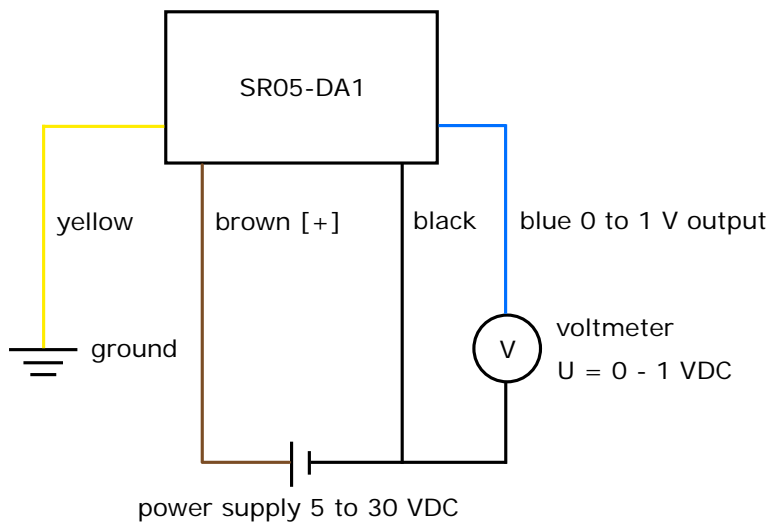 SR05-DA1
yellow
brown [+]
black
blue 0 to 1 V output
ground
voltmeter
V
U = 0 - 1 VDC
power supply 5 to 30 VDC